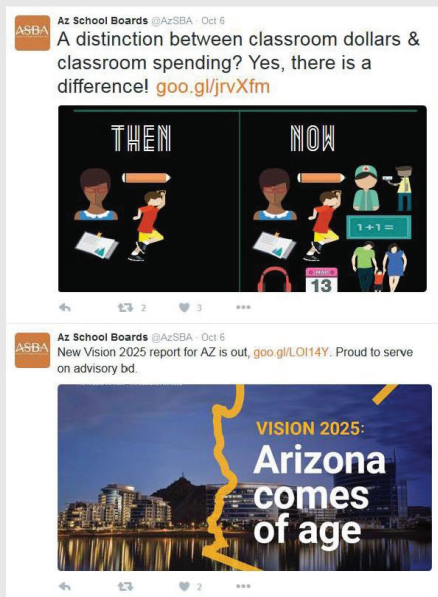 ASBA
Az School Boards @AzSBA · Oct 6
A distinction between classroom dollars &
classroom spending? Yes, there is a
difference! goo.gl/jrvXfm
THEN
NOW
1+1=
13
2
3
ASBA
Az School Boards @AzSBA · Oct 6
New Vision 2025 report for AZ is out, goo.gl/LOI14Y. Proud to serve
on advisory bd.
VISION 2025:
Arizona
comes
of age
2